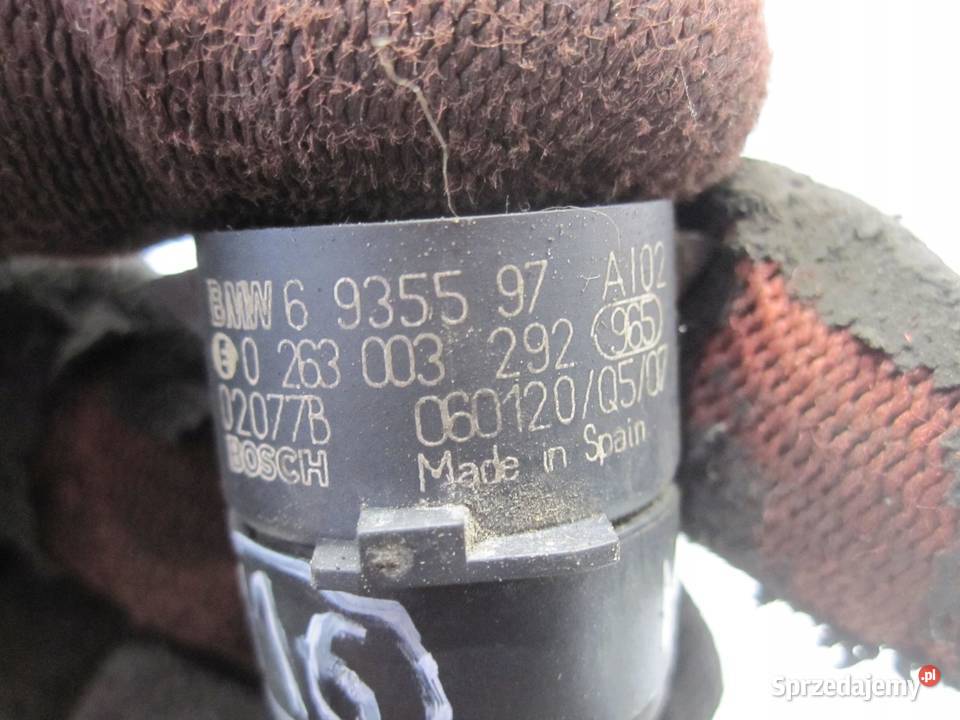 BMW 6 9355 97 AI02
E 0 263 003 292 965
02077B 060120/Q5/07
BOSCH Made in Spain
Sprzedajemy.pl